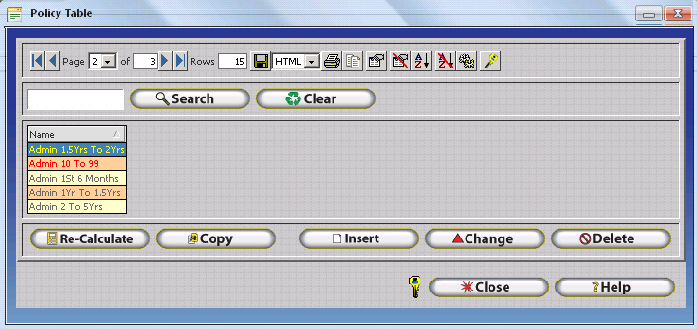 Policy Table
Page 2 of 3 Rows 15 HTML
Search Clear
Name
Admin 1.5Yrs To 2Yrs
Admin 10 To 99
Admin 1St 6 Months
Admin 1Yr To 1.5Yrs
Admin 2 To 5Yrs
Re-Calculate Copy Insert Change Delete
Close ?Help